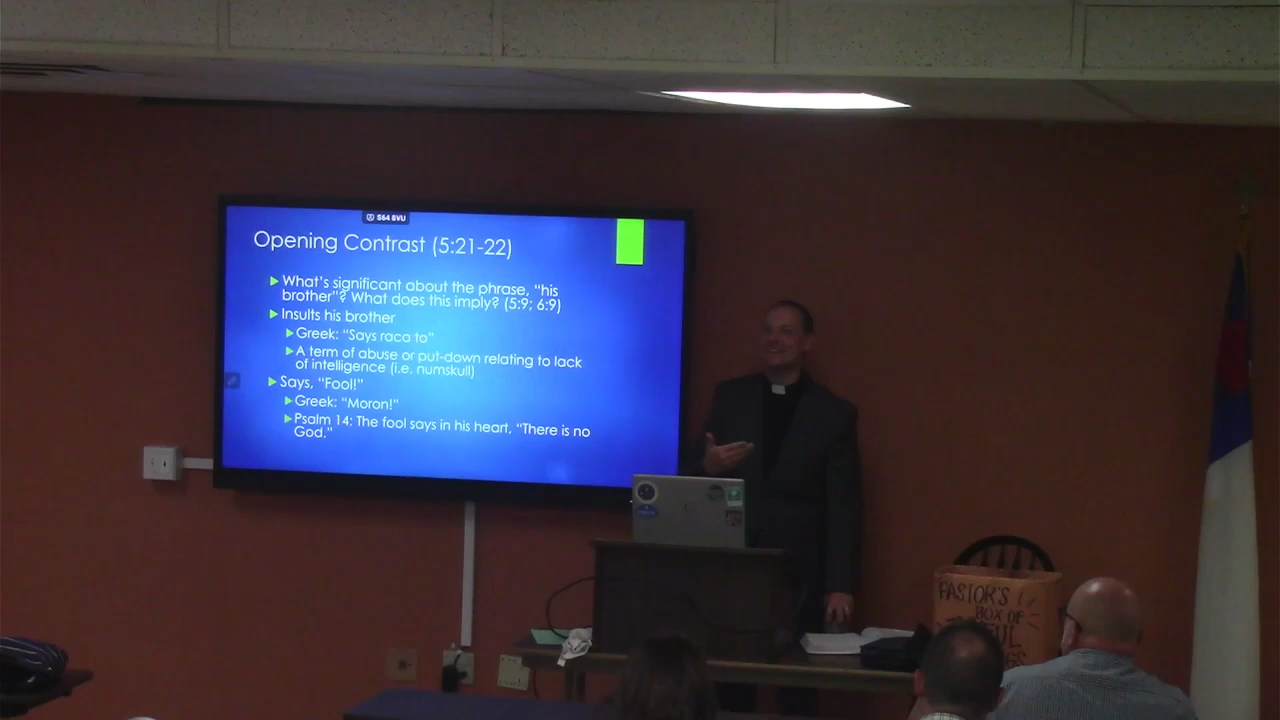 S64 BVU
Opening Contrast (5:21-22)
What's significant about the phrase, "his
brother"? What does this imply? (5:9; 6:9)
Insults his brother
Greek: "Says raca to"
A term of abuse or put-down relating to lack
of intelligence (i.e. numskull)
Says, "Fool!"
Greek: "Moron!"
Psalm 14: The fool says in his heart, "There is no
God."
PASTOR'S
BOX OF